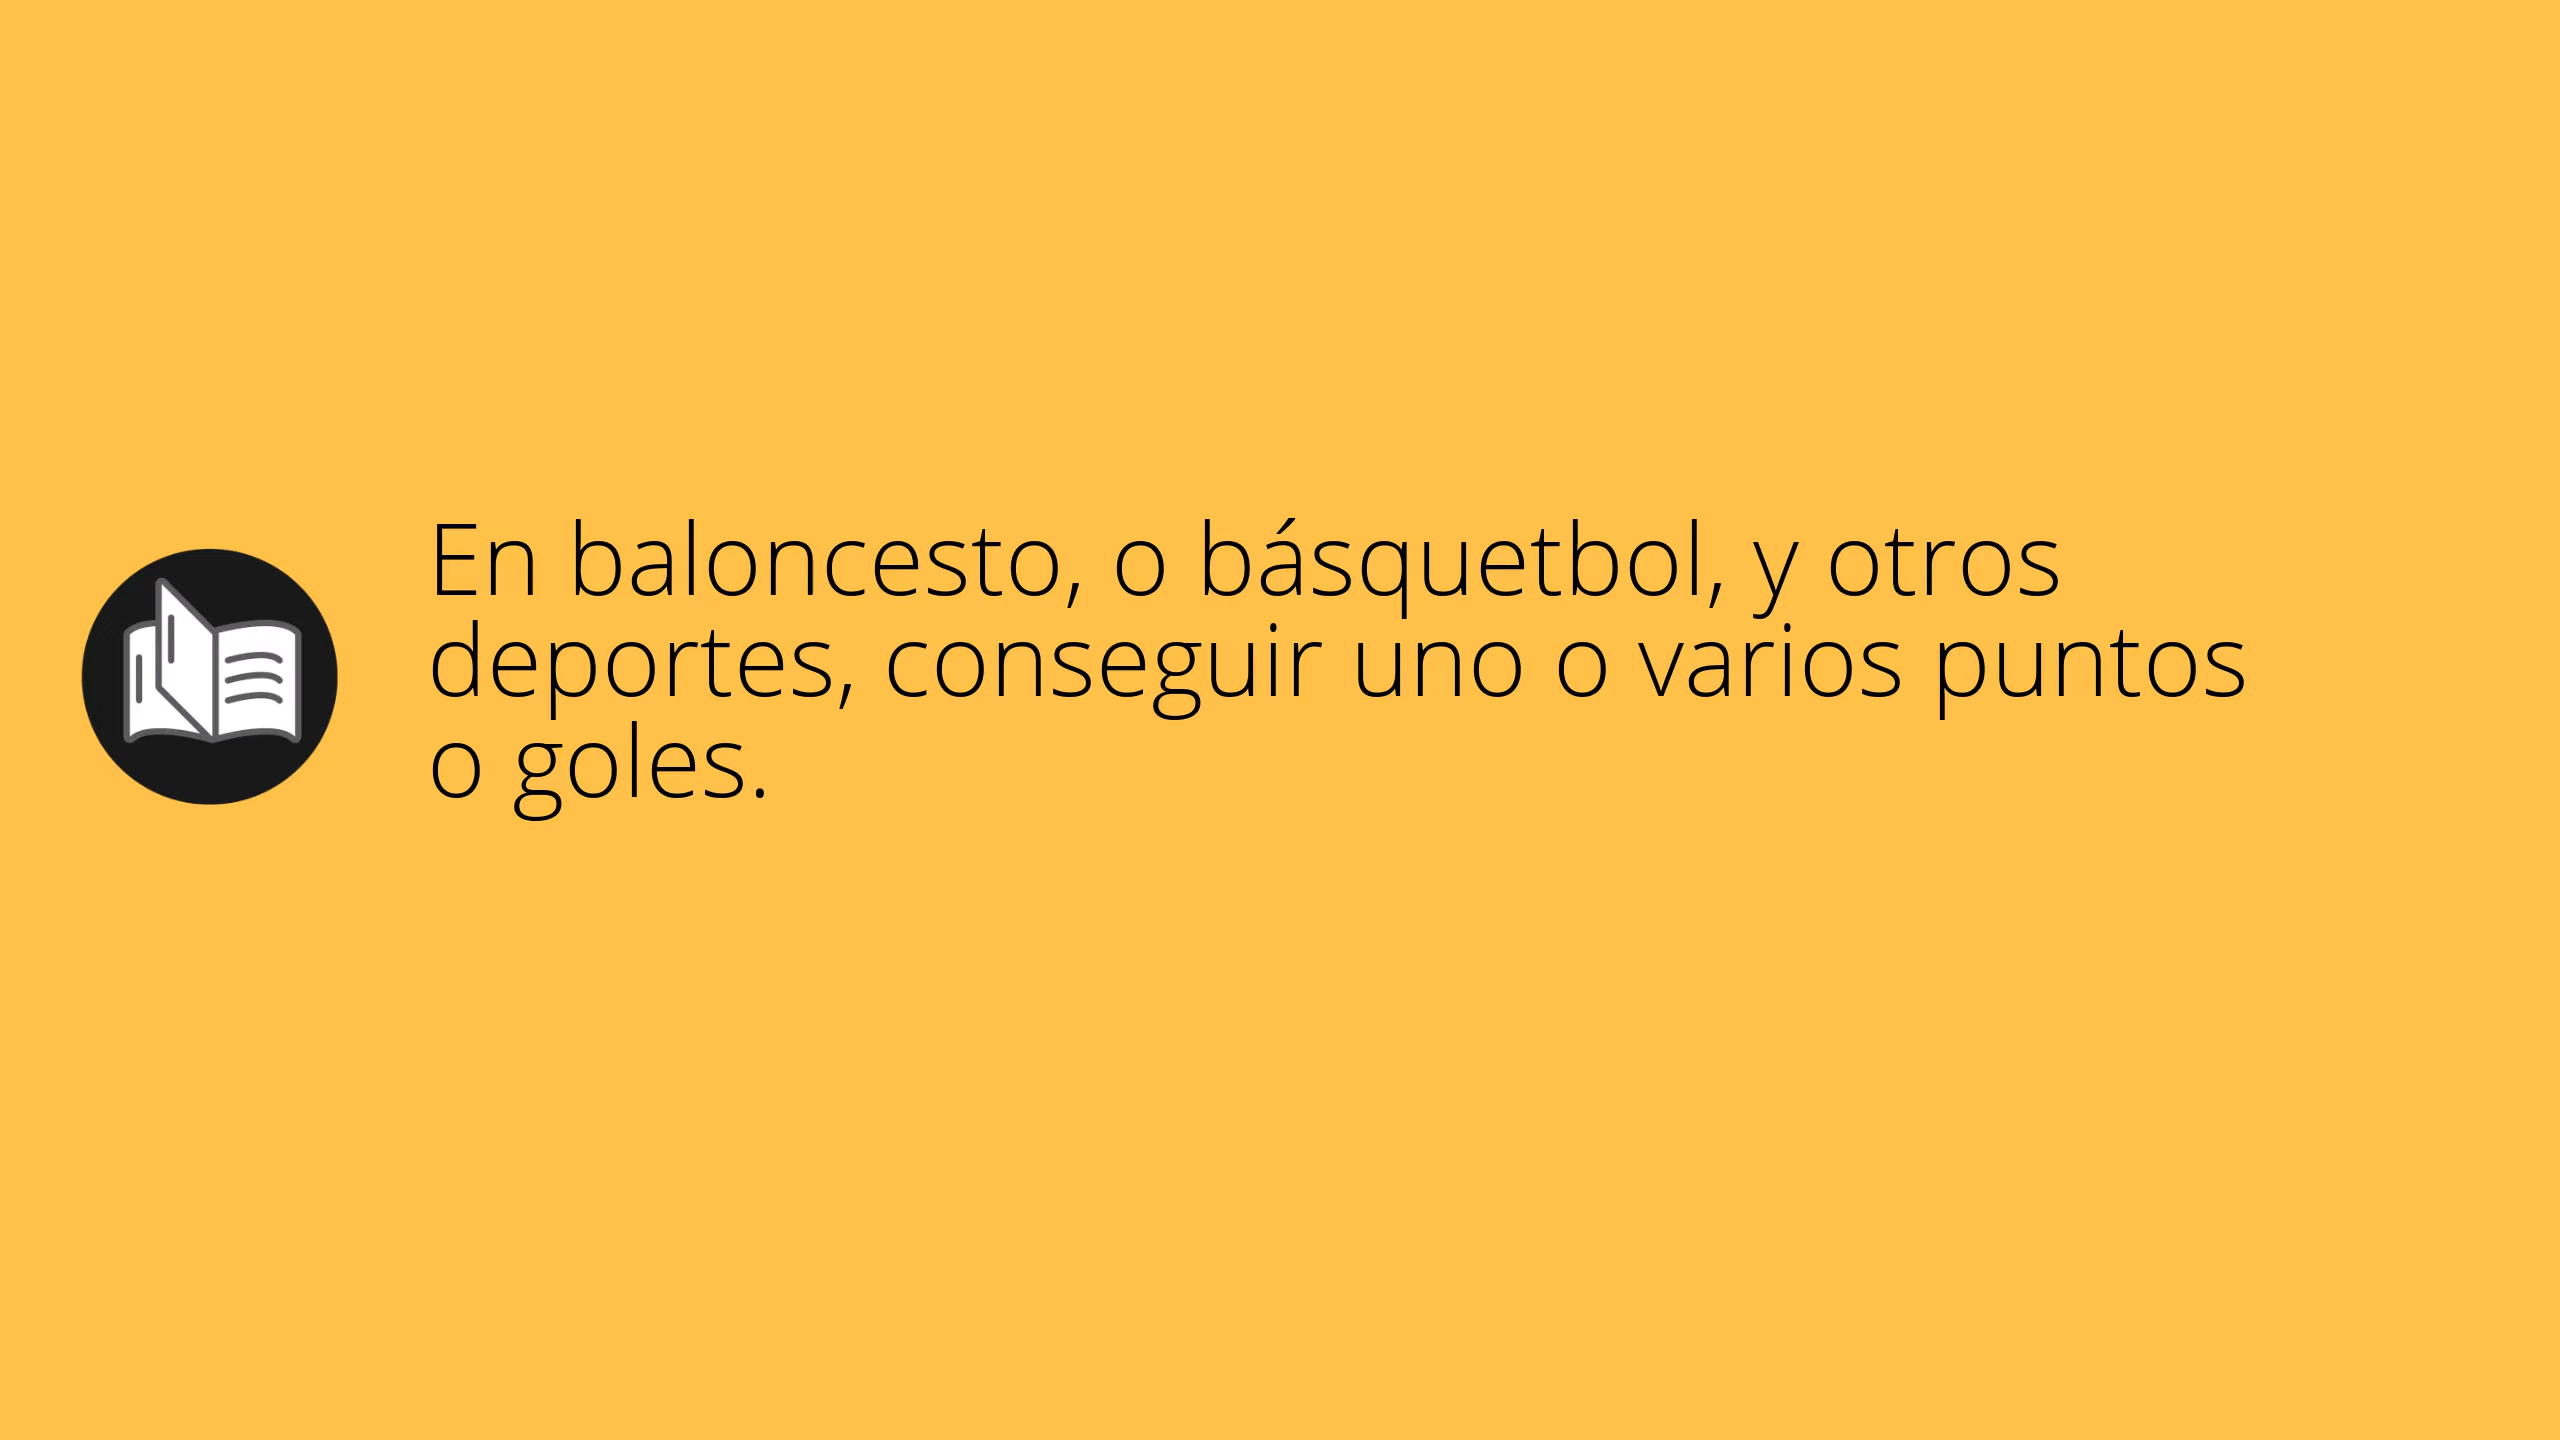 En baloncesto, o básquetbol, y otros
deportes, conseguir uno o varios puntos
o goles.